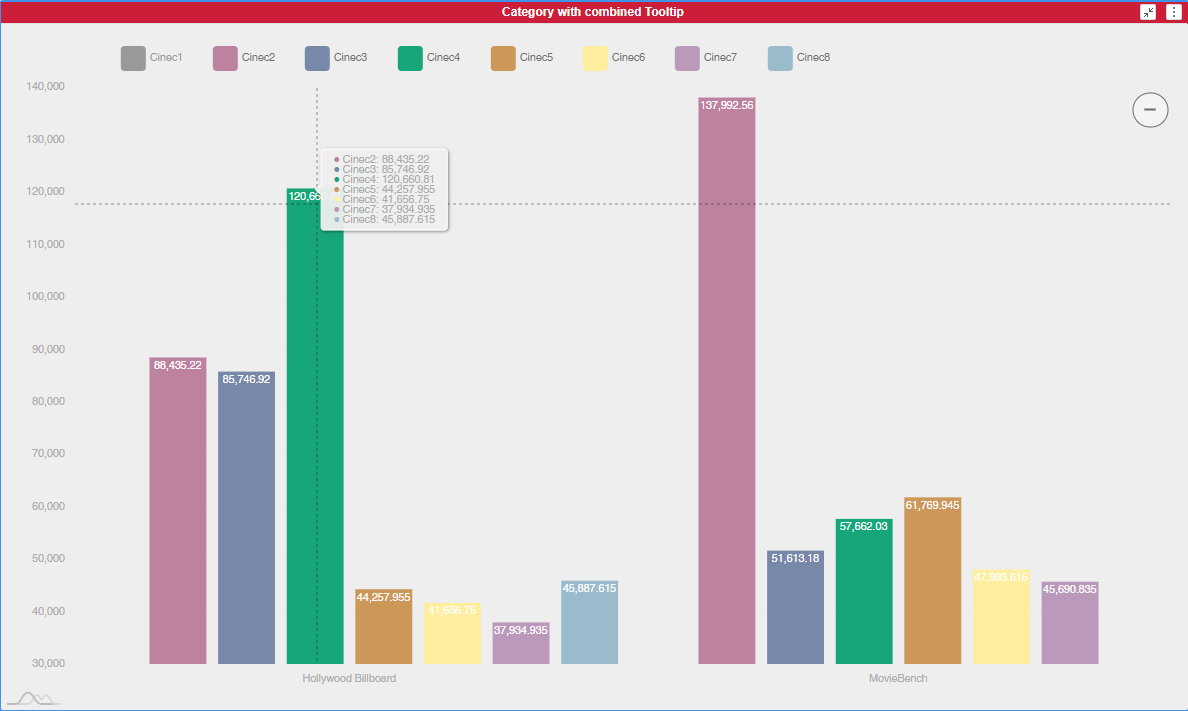 Category with combined Tooltip
Cinec1 Cinec2 Cinec3 Cinec4 Cinec5 Cinec6 Cinec7 Cinec8
140,000
130,000
120,000
110,000
100,000
90,000
80,000
70,000
60,000
50,000
40,000
30,000
137,992.56
Cinec2: 88,435.22
Cinec3: 85,746.92
Cinec4: 120,660.81
Cinec5: 44,257.955
Cinec6: 41,656.75
Cinec7: 37,934.935
Cinec8: 45,887.615
120,66
88,435.22
85,746.92
44,257.955
41,656.75
37,934.935
45,887.615
51,613.18
57,662.03
61,769.945
47,993.615
45,690.835
Hollywood Billboard
MovieBench